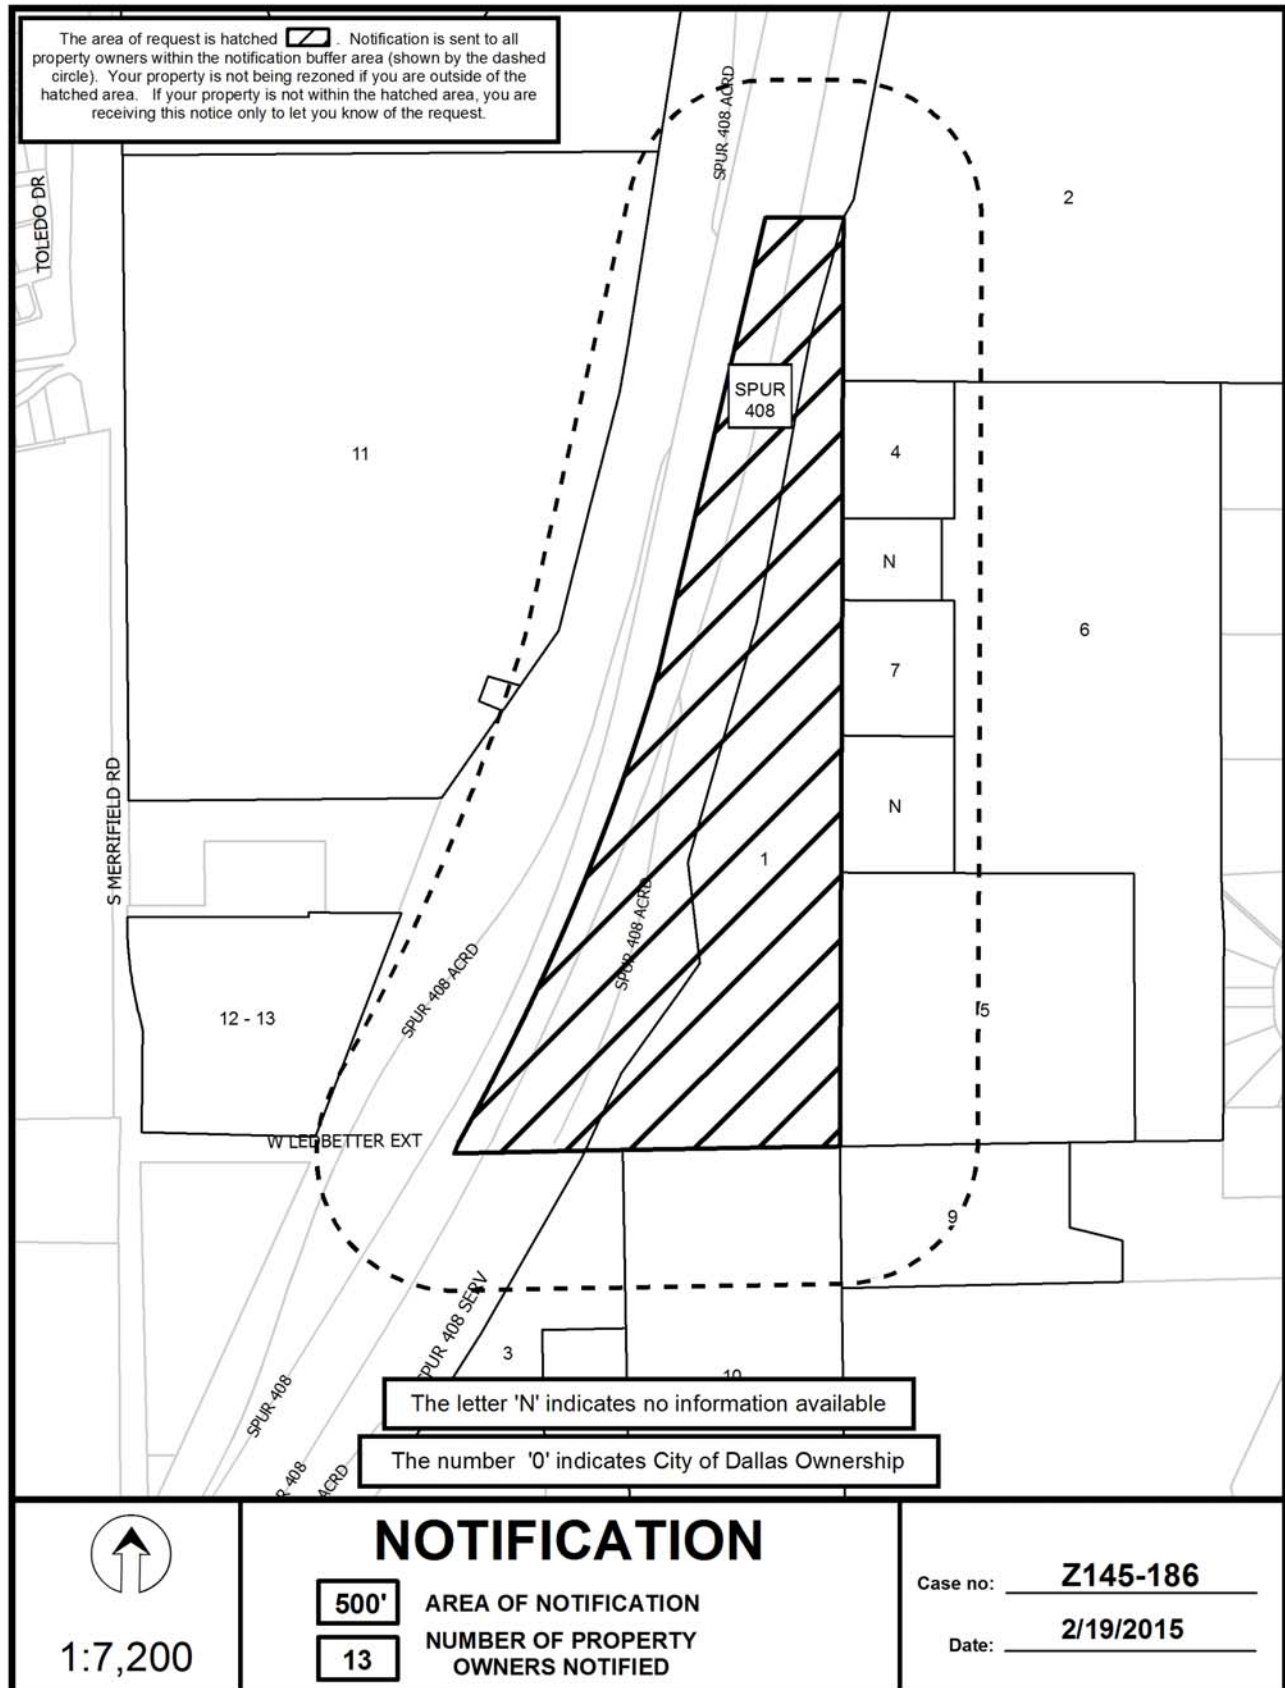 The area of request is hatched . Notification is sent to all
property owners within the notification buffer area (shown by the dashed
circle). Your property is not being rezoned if you are outside of the
hatched area. If your property is not within the hatched area, you are
receiving this notice only to let you know of the request.
SPUR 408 ACRD
TOLEDO DR
2
SPUR
408
11
4
N
6
7
N
S MERRIFIELD RD
1
SPUR 408 ACRD
SPUR 408 ACRD
12 - 13
5
W LEDBETTER EXT
9
SPUR 408 SERV
3
10
SPUR 408
The letter 'N' indicates no information available
The number '0' indicates City of Dallas Ownership
R 408
ACRD
NOTIFICATION
500' AREA OF NOTIFICATION
13 NUMBER OF PROPERTY
OWNERS NOTIFIED
1:7,200
Case no: Z145-186
Date: 2/19/2015